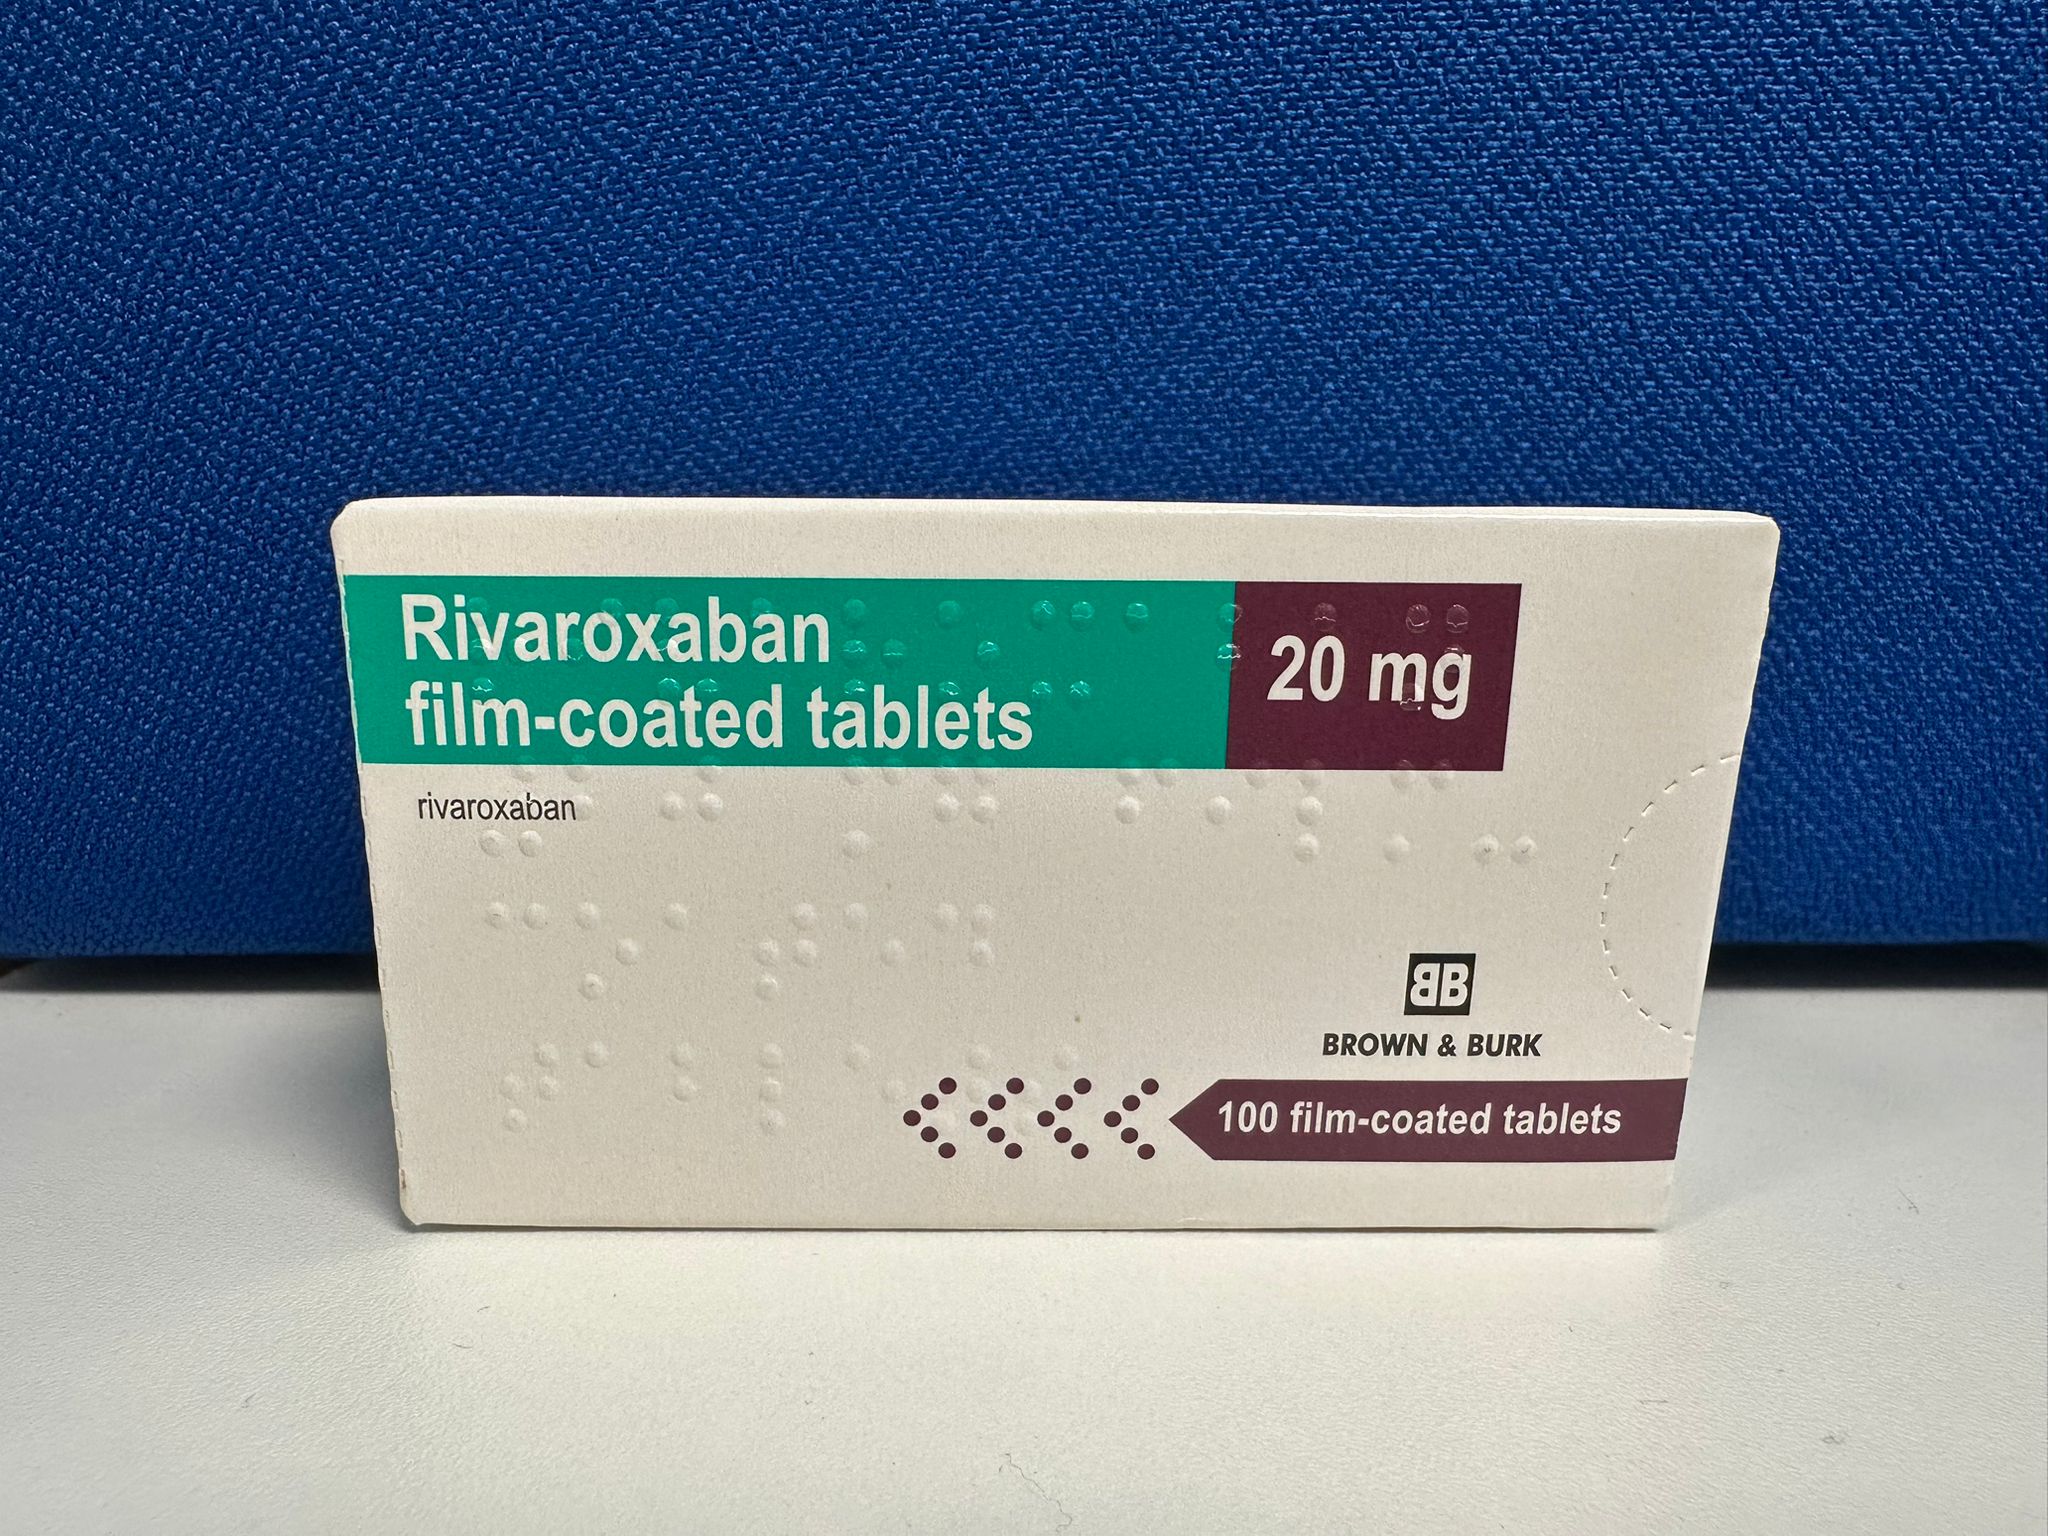 Rivaroxaban
film-coated tablets
20 mg
rivaroxaban
BB
BROWN & BURK
100 film-coated tablets